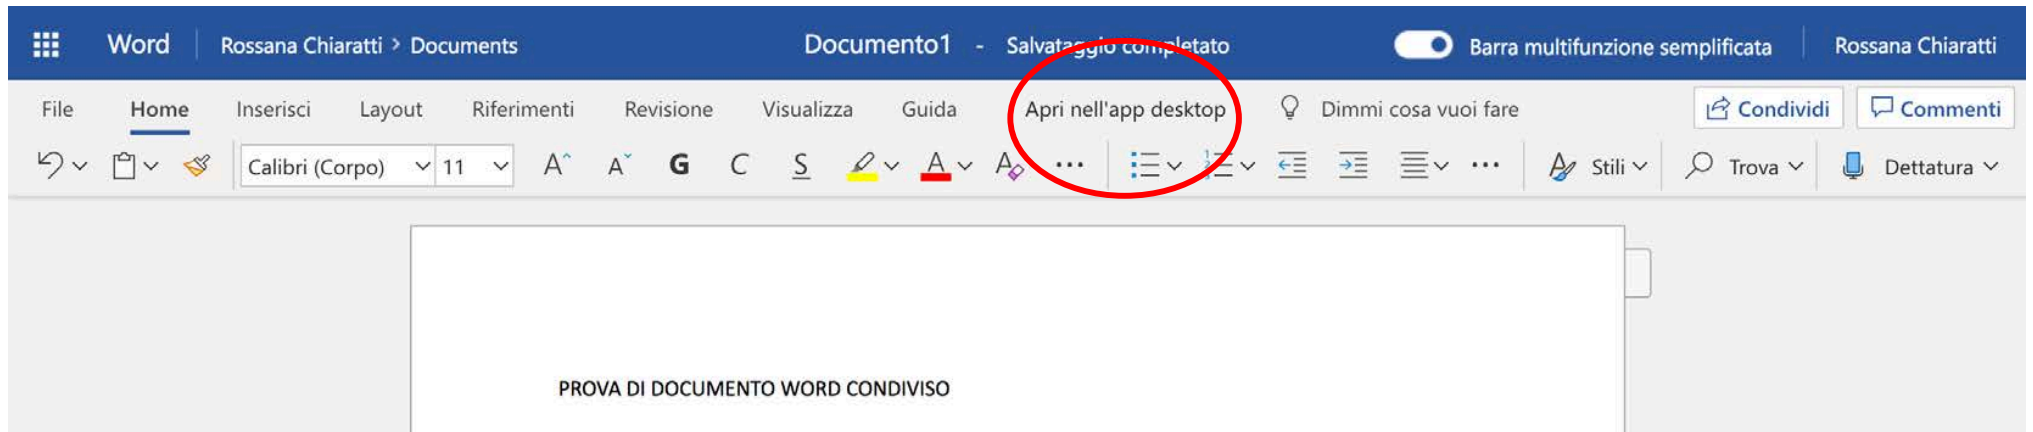 Word Rossana Chiaratti > Documents Documento1 - Salvataggio completato Barra multifunzione semplificata Rossana Chiaratti
File Home Inserisci Layout Riferimenti Revisione Visualizza Guida Apri nell'app desktop Dimmi cosa vuoi fare Condividi Commenti
Calibri (Corpo) 11 A A G C S A A Stili Trova Dettatura
PROVA DI DOCUMENTO WORD CONDIVISO